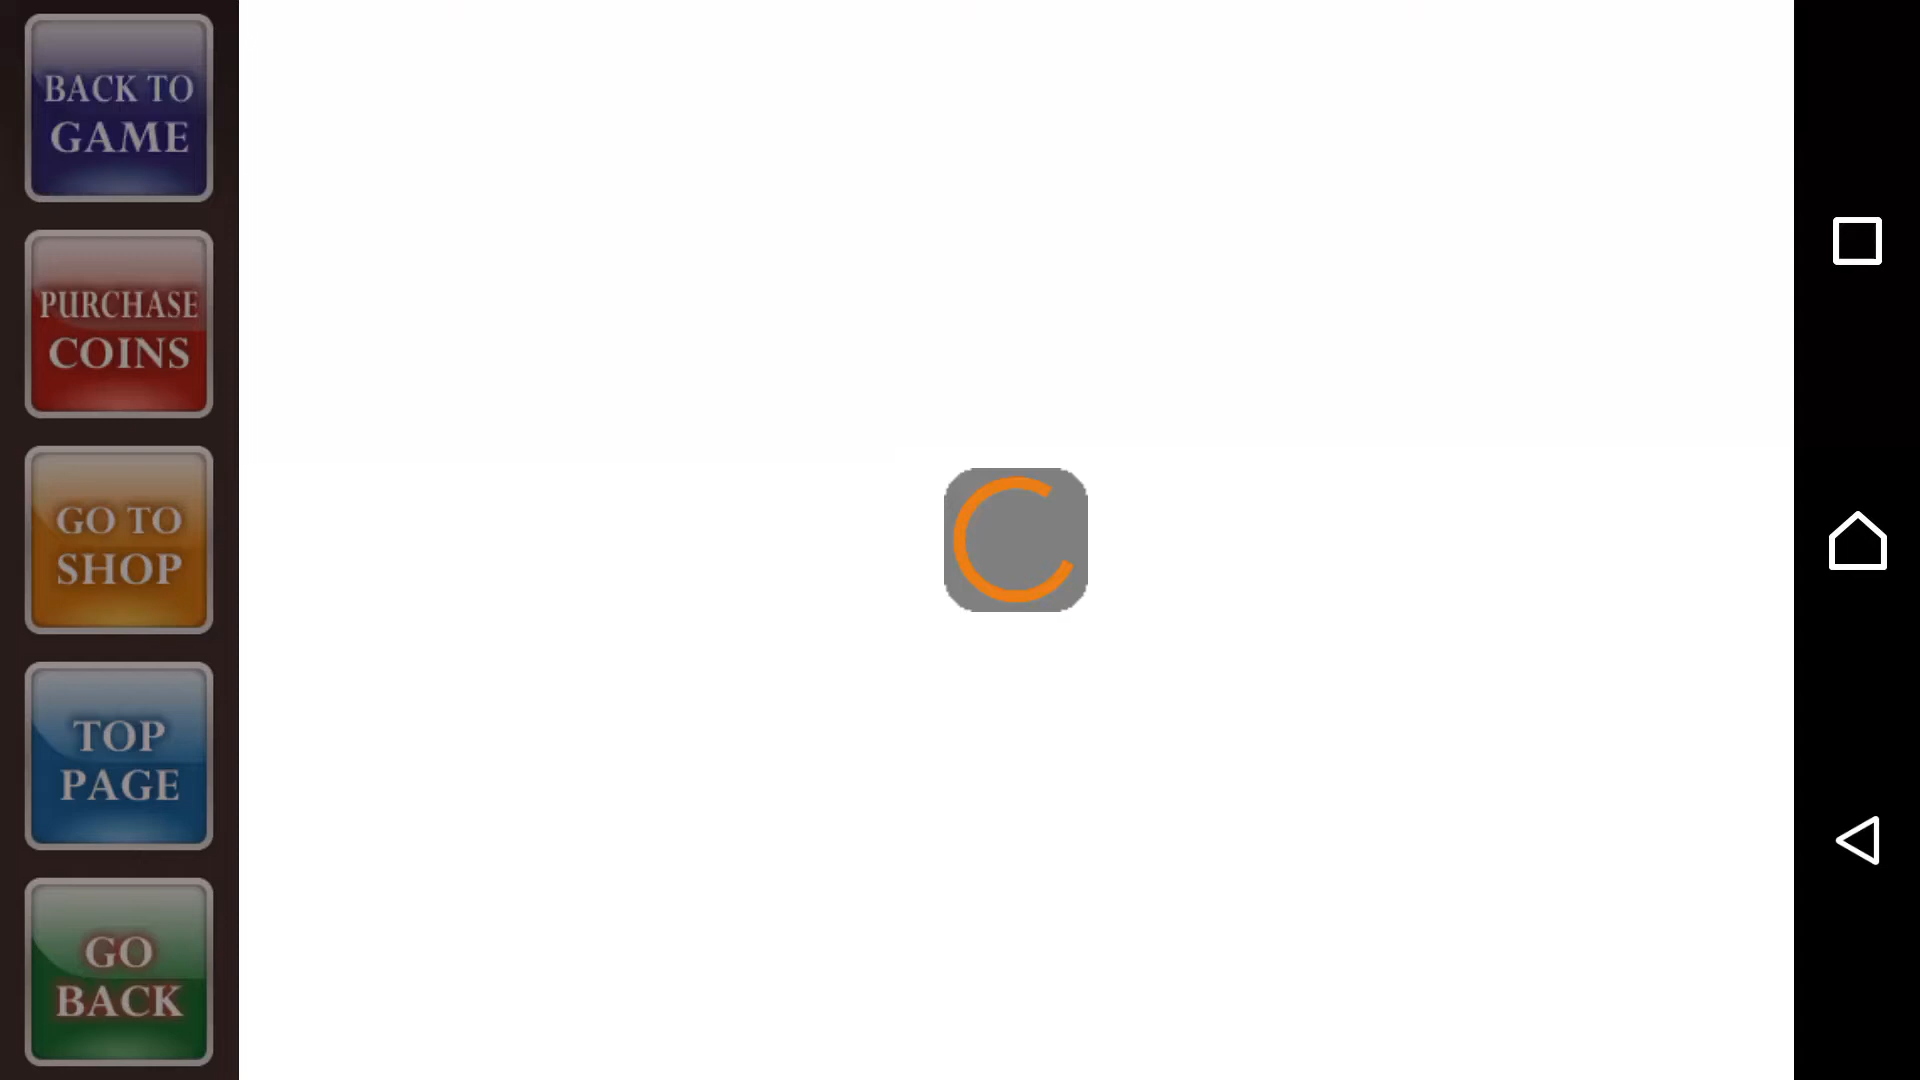 BACK TO
GAME
PURCHASE
COINS
GO TO
SHOP
TOP
PAGE
GO
BACK